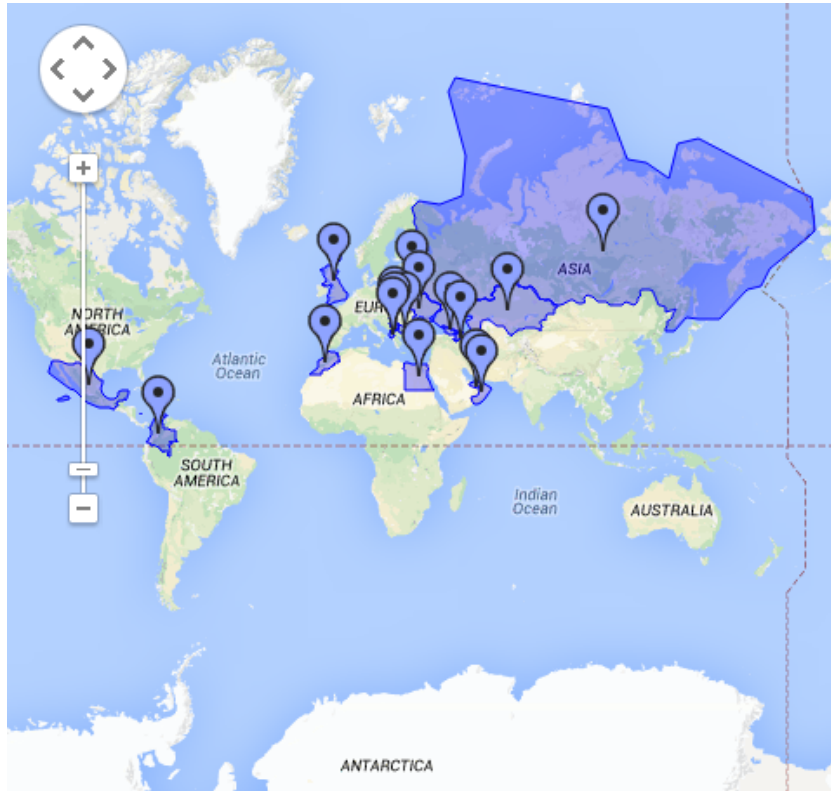 ASIA
NORTH
AMERICA
EUR
Atlantic
Ocean
AFRICA
SOUTH
AMERICA
Indian
Ocean
AUSTRALIA
ANTARCTICA